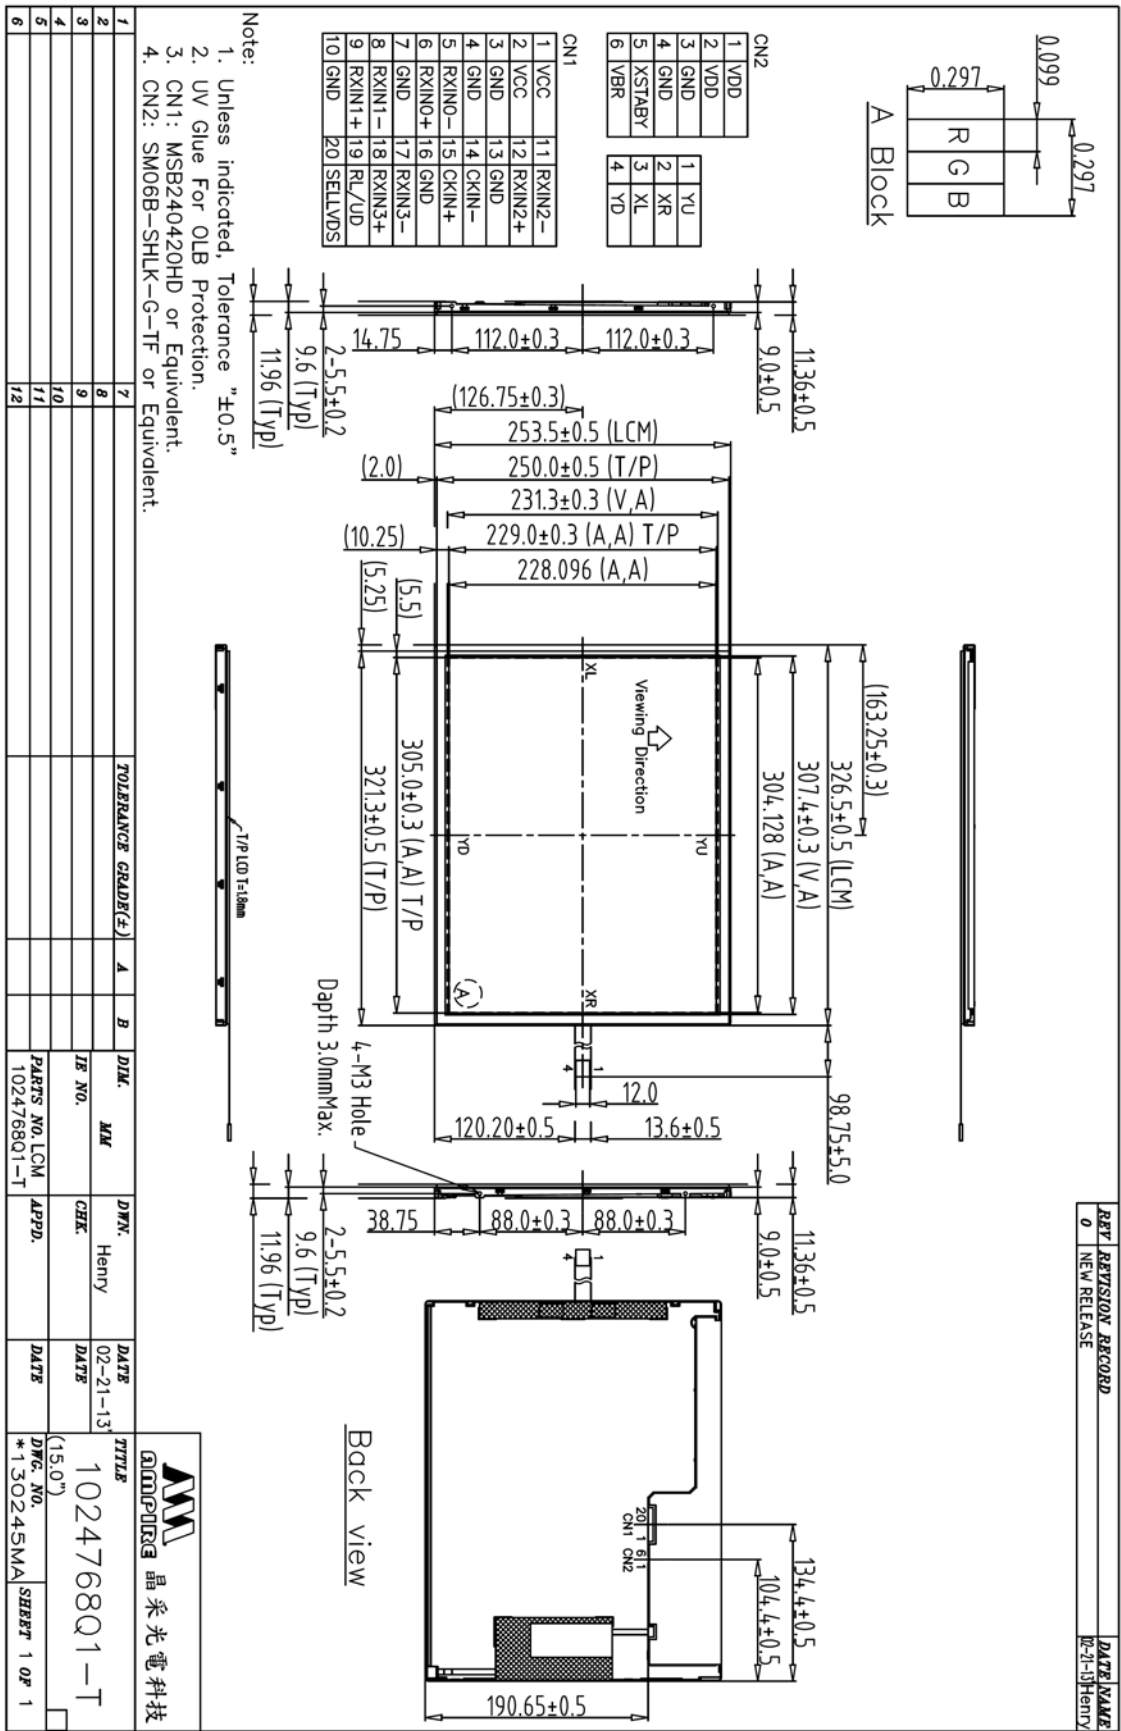 REV REVISION RECORD DATE NAME
0 NEW RELEASE 02-21-13' Henry
0.099
0.297
0.297
R G B
A Block
CN2
1 VDD
2 VDD
3 GND
4 GND
5 XSTABY
6 VBR
1 YU
2 XR
3 XL
4 YD
CN1
1 VCC 11 RXIN2-
2 VCC 12 RXIN2+
3 GND 13 GND
4 GND 14 CKIN-
5 RXIN0- 15 CKIN+
6 RXIN0+ 16 GND
7 GND 17 RXIN3-
8 RXIN1- 18 RXIN3+
9 RXIN1+ 19 RL/UD
10 GND 20 SELLVDS
11.36±0.5
9.0±0.5
112.0±0.3
112.0±0.3
14.75
2-5.5±0.2
9.6 (Typ)
11.96 (Typ)
(126.75±0.3)
253.5±0.5 (LCM)
250.0±0.5 (T/P)
(2.0)
231.3±0.3 (V,A)
229.0±0.3 (A,A) T/P
(10.25)
228.096 (A,A)
(5.5)
(5.25)
(163.25±0.3)
326.5±0.5 (LCM)
307.4±0.3 (V,A)
304.128 (A,A)
XL
Viewing Direction
YU
YD
XR
A
305.0±0.3 (A,A) T/P
321.3±0.5 (T/P)
T/P LCD T=1.8mm
98.75±5.0
1
4
12.0
13.6±0.5
120.20±0.5
4-M3 Hole
Dapth 3.0mmMax.
11.36±0.5
9.0±0.5
88.0±0.3
88.0±0.3
38.75
2-5.5±0.2
9.6 (Typ)
11.96 (Typ)
1
4
20 1 6 1
CN1 CN2
134.4±0.5
104.4±0.5
190.65±0.5
Back view
Note:
1. Unless indicated, Tolerance "±0.5"
2. UV Glue For OLB Protection.
3. CN1: MSB240420HD or Equivalent.
4. CN2: SM06B-SHLK-G-TF or Equivalent.
AMPIRE 晶采光電科技
1 7 TOLERANCE GRADE(±) A B
2 8
3 9
4 10
5 11
6 12
DIM. MM
DWN. Henry
DATE 02-21-13'
TITLE 1024768Q1-T
(15.0")
IE NO.
CHK.
DATE
PARTS NO. LCM 1024768Q1-T
APPD.
DATE
DWG. NO. *130245MA
SHEET 1 OF 1